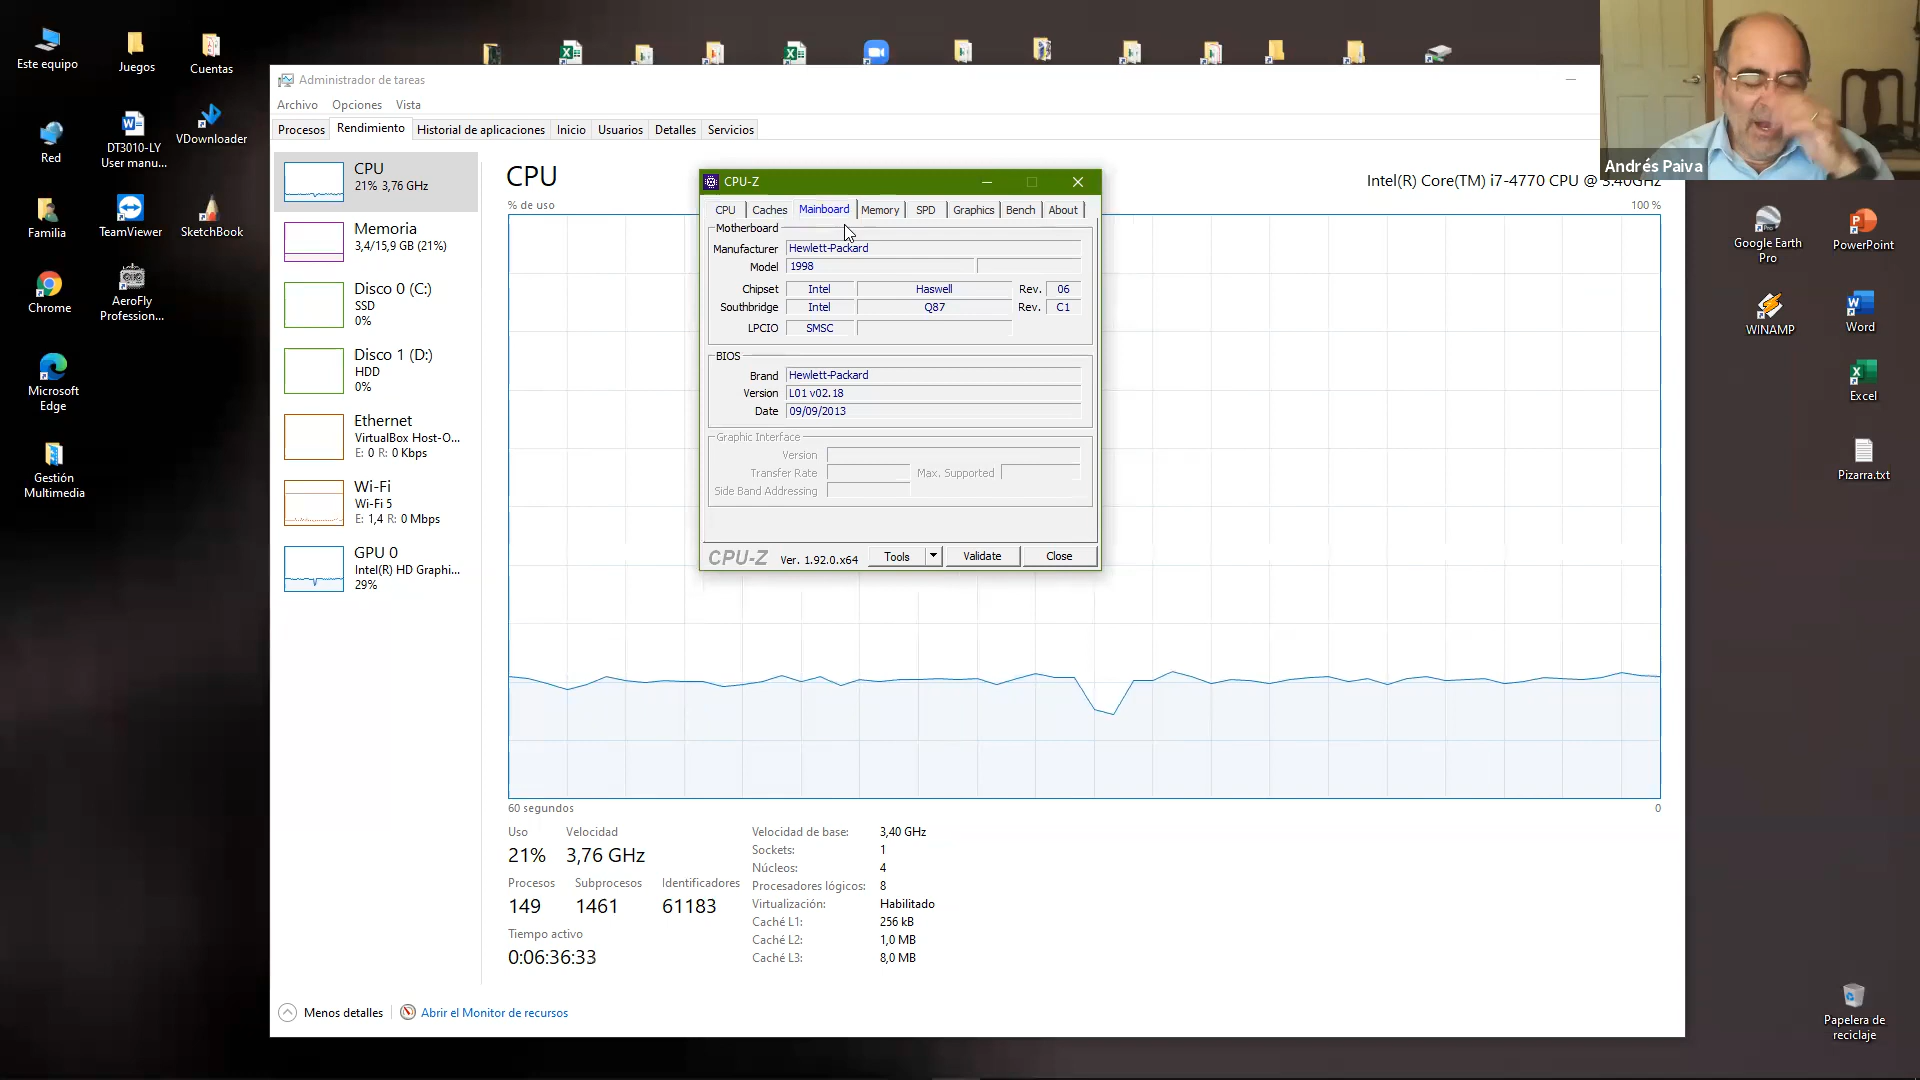 Este equipo
Juegos
Cuentas
Red
DT3010-LY
User manu...
VDownloader
Familia
TeamViewer
SketchBook
Chrome
AeroFly
Profession...
Microsoft
Edge
Gestión
Multimedia
Administrador de tareas
Archivo Opciones Vista
Procesos Rendimiento Historial de aplicaciones Inicio Usuarios Detalles Servicios
CPU
21% 3,76 GHz
Memoria
3,4/15,9 GB (21%)
Disco 0 (C:)
SSD
0%
Disco 1 (D:)
HDD
0%
Ethernet
VirtualBox Host-O...
E: 0 R: 0 Kbps
Wi-Fi
Wi-Fi 5
E: 1,4 R: 0 Mbps
GPU 0
Intel(R) HD Graphi...
29%
CPU
Intel(R) Core(TM) i7-4770 CPU @ 3.40GHz
% de uso
100 %
CPU-Z
CPU Caches Mainboard Memory SPD Graphics Bench About
Motherboard
Manufacturer Hewlett-Packard
Model 1998
Chipset Intel Haswell Rev. 06
Southbridge Intel Q87 Rev. C1
LPCIO SMSC
BIOS
Brand Hewlett-Packard
Version L01 v02.18
Date 09/09/2013
Graphic Interface
Version
Transfer Rate Max. Supported
Side Band Addressing
CPU-Z Ver. 1.92.0.x64 Tools Validate Close
60 segundos
0
Uso Velocidad
21% 3,76 GHz
Procesos Subprocesos Identificadores
149 1461 61183
Tiempo activo
0:06:36:33
Velocidad de base: 3,40 GHz
Sockets: 1
Núcleos: 4
Procesadores lógicos: 8
Virtualización: Habilitado
Caché L1: 256 kB
Caché L2: 1,0 MB
Caché L3: 8,0 MB
Menos detalles Abrir el Monitor de recursos
Andrés Paiva
Google Earth
Pro
PowerPoint
WINAMP
Word
Excel
Pizarra.txt
Papelera de
reciclaje